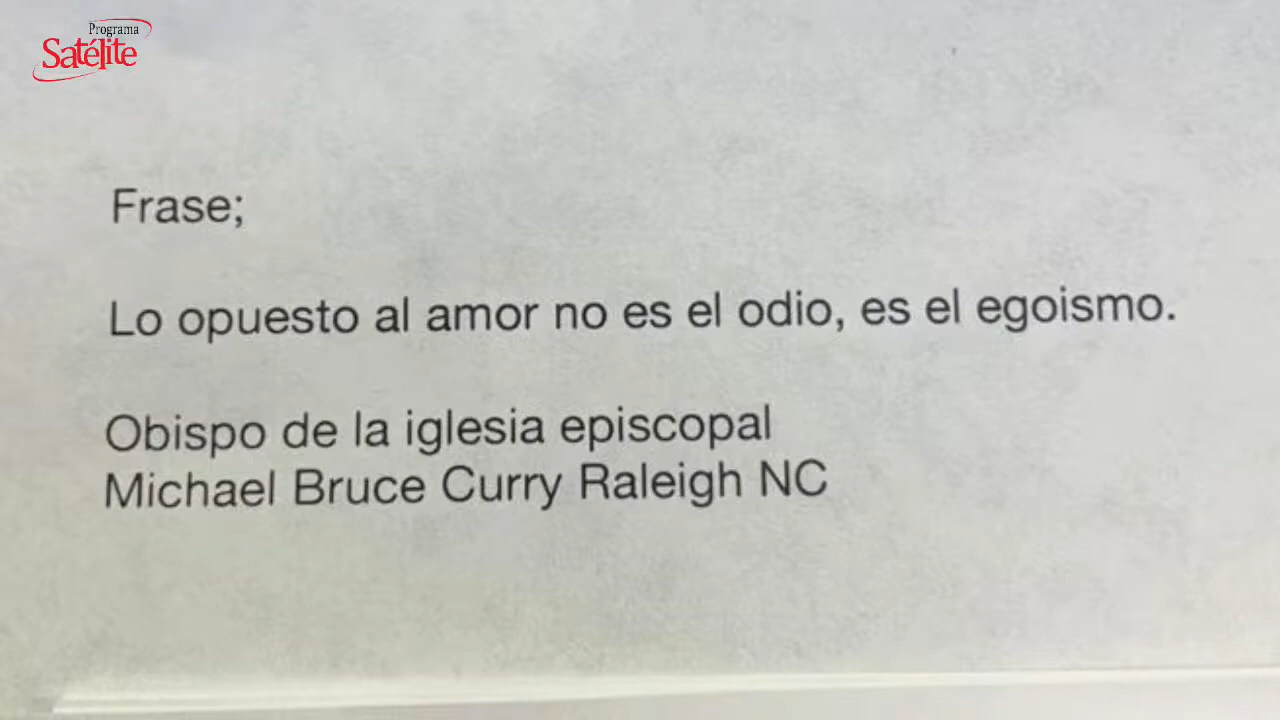 Programa
Satélite
Frase;
Lo opuesto al amor no es el odio, es el egoismo.
Obispo de la iglesia episcopal
Michael Bruce Curry Raleigh NC